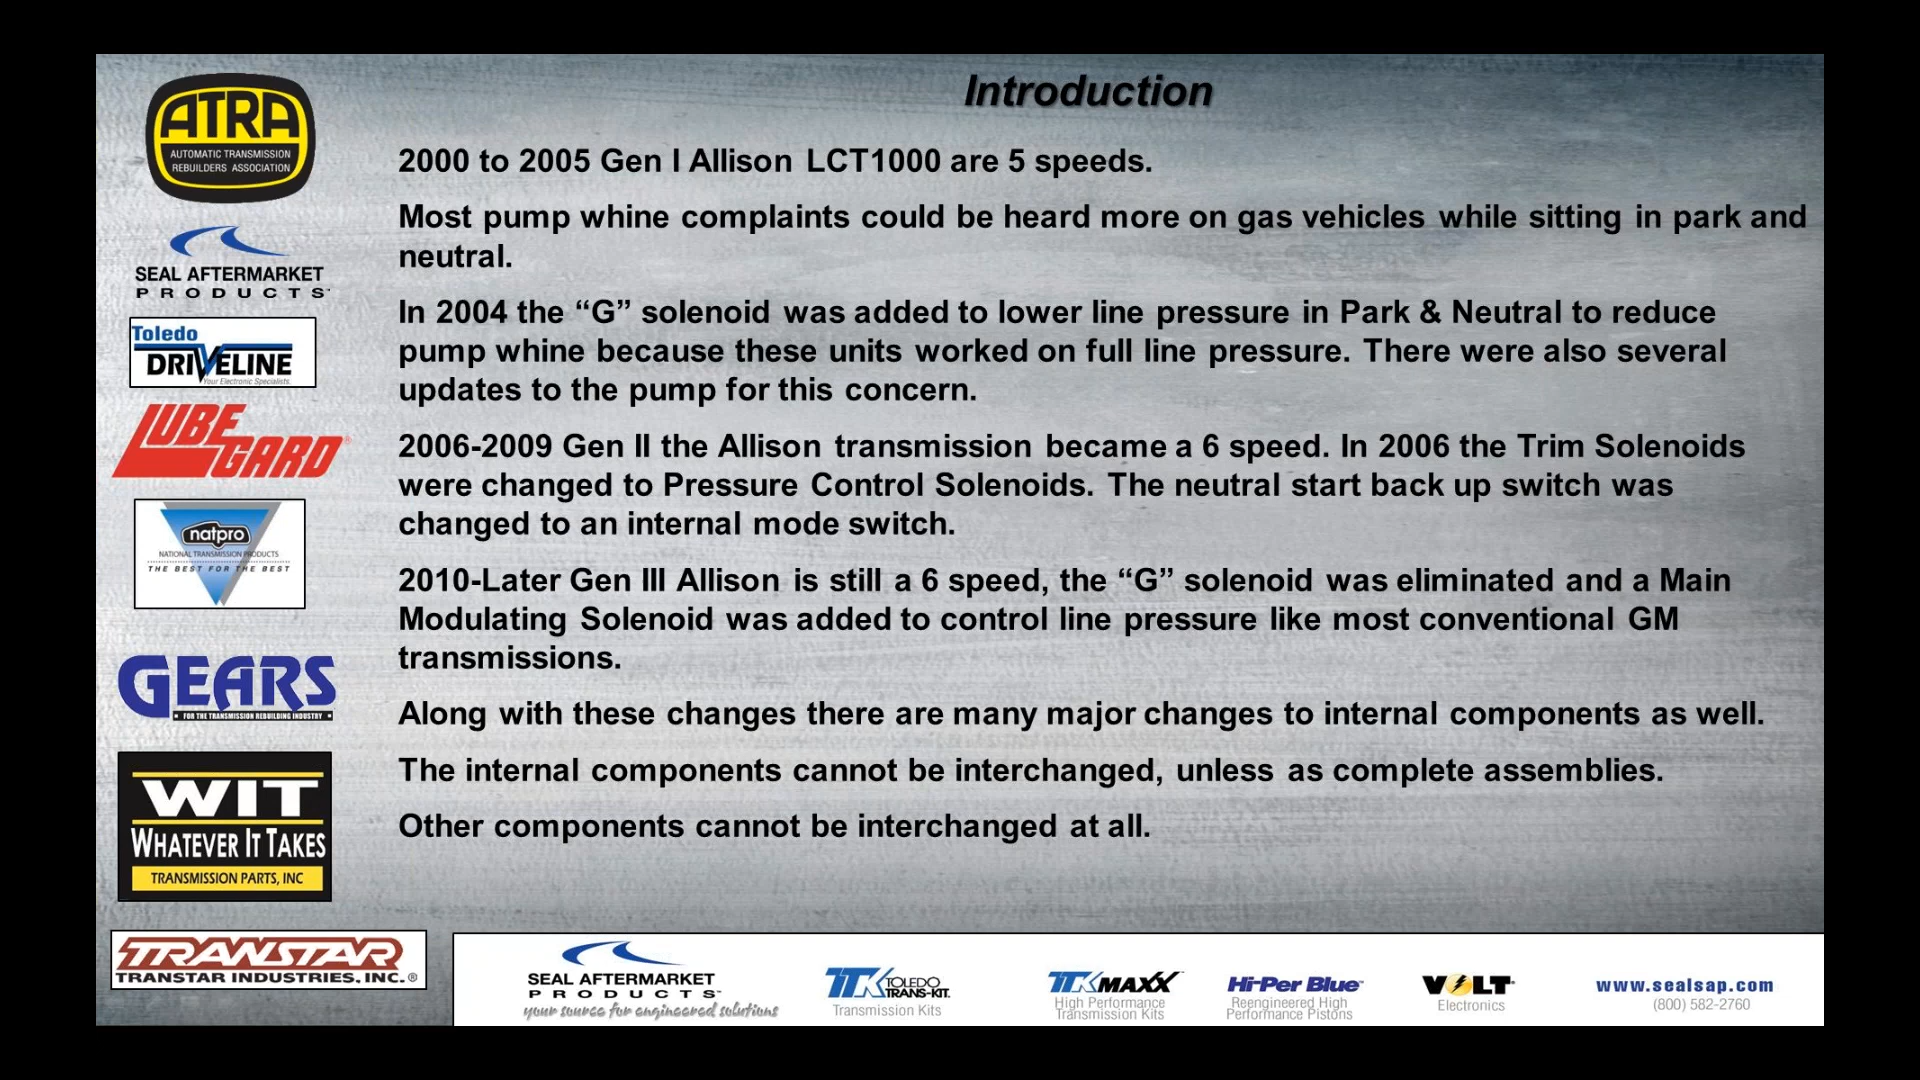 Introduction
ATRA
AUTOMATIC TRANSMISSION
REBUILDERS ASSOCIATION
SEAL AFTERMARKET
PRODUCTS™
Toledo
DRIVELINE
Your Electronic Specialists.
LUBE
GARD®
natpro
NATIONAL TRANSMISSION PRODUCTS
THE BEST FOR THE BEST
GEARS
FOR THE TRANSMISSION REBUILDING INDUSTRY
WIT
WHATEVER IT TAKES
TRANSMISSION PARTS, INC
TRANSTAR
TRANSTAR INDUSTRIES, INC.®
2000 to 2005 Gen I Allison LCT1000 are 5 speeds.
Most pump whine complaints could be heard more on gas vehicles while sitting in park and
neutral.
In 2004 the “G” solenoid was added to lower line pressure in Park & Neutral to reduce
pump whine because these units worked on full line pressure. There were also several
updates to the pump for this concern.
2006-2009 Gen II the Allison transmission became a 6 speed. In 2006 the Trim Solenoids
were changed to Pressure Control Solenoids. The neutral start back up switch was
changed to an internal mode switch.
2010-Later Gen III Allison is still a 6 speed, the “G” solenoid was eliminated and a Main
Modulating Solenoid was added to control line pressure like most conventional GM
transmissions.
Along with these changes there are many major changes to internal components as well.
The internal components cannot be interchanged, unless as complete assemblies.
Other components cannot be interchanged at all.
SEAL AFTERMARKET
PRODUCTS™
your source for engineered solutions
TTK TOLEDO
TRANS-KIT.
Transmission Kits
TTK MAXX™
High Performance
Transmission Kits
Hi-Per Blue™
Reengineered High
Performance Pistons
VOLT
Electronics
www.sealsap.com
(800) 582-2760